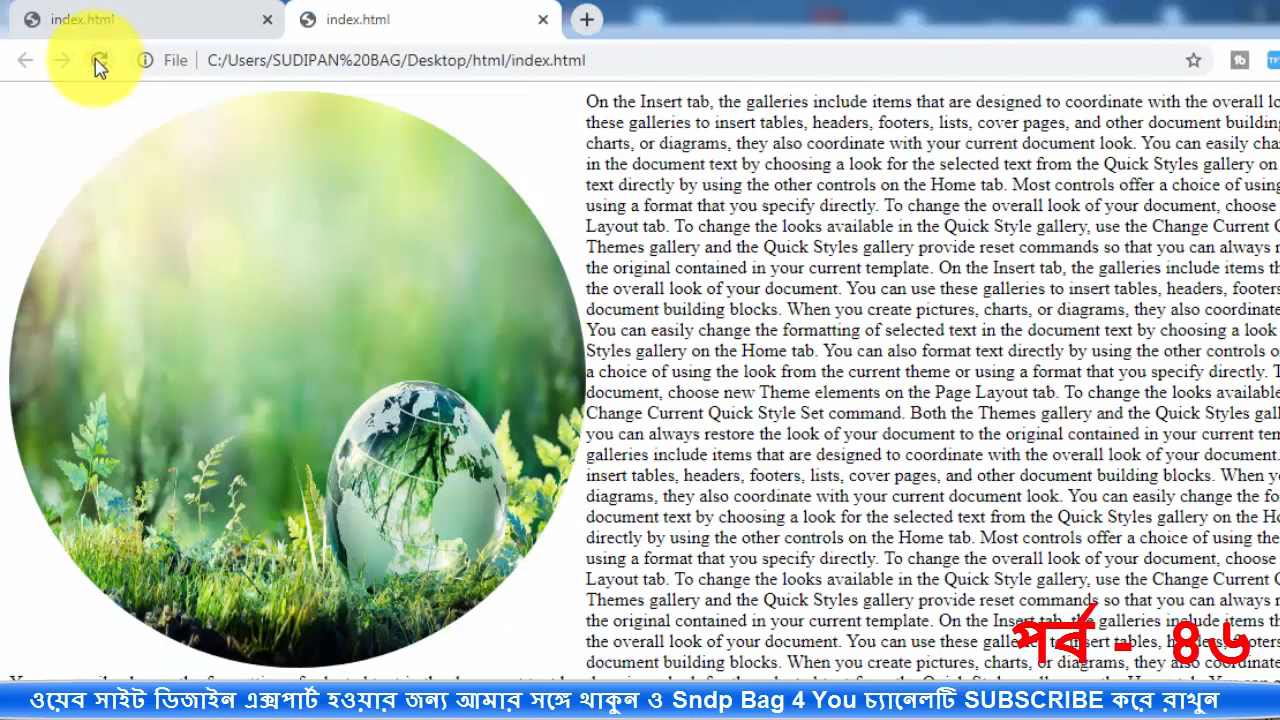 index.html
index.html
File C:/Users/SUDIPAN%20BAG/Desktop/html/index.html
On the Insert tab, the galleries include items that are designed to coordinate with the overall lo
these galleries to insert tables, headers, footers, lists, cover pages, and other document building
charts, or diagrams, they also coordinate with your current document look. You can easily cha
in the document text by choosing a look for the selected text from the Quick Styles gallery on
text directly by using the other controls on the Home tab. Most controls offer a choice of using
using a format that you specify directly. To change the overall look of your document, choose
Layout tab. To change the looks available in the Quick Style gallery, use the Change Current C
Themes gallery and the Quick Styles gallery provide reset commands so that you can always r
the original contained in your current template. On the Insert tab, the galleries include items th
the overall look of your document. You can use these galleries to insert tables, headers, footers
document building blocks. When you create pictures, charts, or diagrams, they also coordinate
You can easily change the formatting of selected text in the document text by choosing a look
Styles gallery on the Home tab. You can also format text directly by using the other controls o
a choice of using the look from the current theme or using a format that you specify directly. T
document, choose new Theme elements on the Page Layout tab. To change the looks available
Change Current Quick Style Set command. Both the Themes gallery and the Quick Styles gall
you can always restore the look of your document to the original contained in your current tem
galleries include items that are designed to coordinate with the overall look of your document.
insert tables, headers, footers, lists, cover pages, and other document building blocks. When y
diagrams, they also coordinate with your current document look. You can easily change the fo
document text by choosing a look for the selected text from the Quick Styles gallery on the Ho
directly by using the other controls on the Home tab. Most controls offer a choice of using the
using a format that you specify directly. To change the overall look of your document, choose
Layout tab. To change the looks available in the Quick Style gallery, use the Change Current C
Themes gallery and the Quick Styles gallery provide reset commands so that you can always r
the original contained in your current template. On the Insert tab, the galleries include items th
the overall look of your document. You can use these galleries to insert tables, headers, footers
document building blocks. When you create pictures, charts, or diagrams, they also coordinate
পর্ব - ৪৬
ওয়েব সাইট ডিজাইন এক্সপার্ট হওয়ার জন্য আমার সঙ্গে থাকুন ও Sndp Bag 4 You চ্যানেলটি SUBSCRIBE করে রাখুন